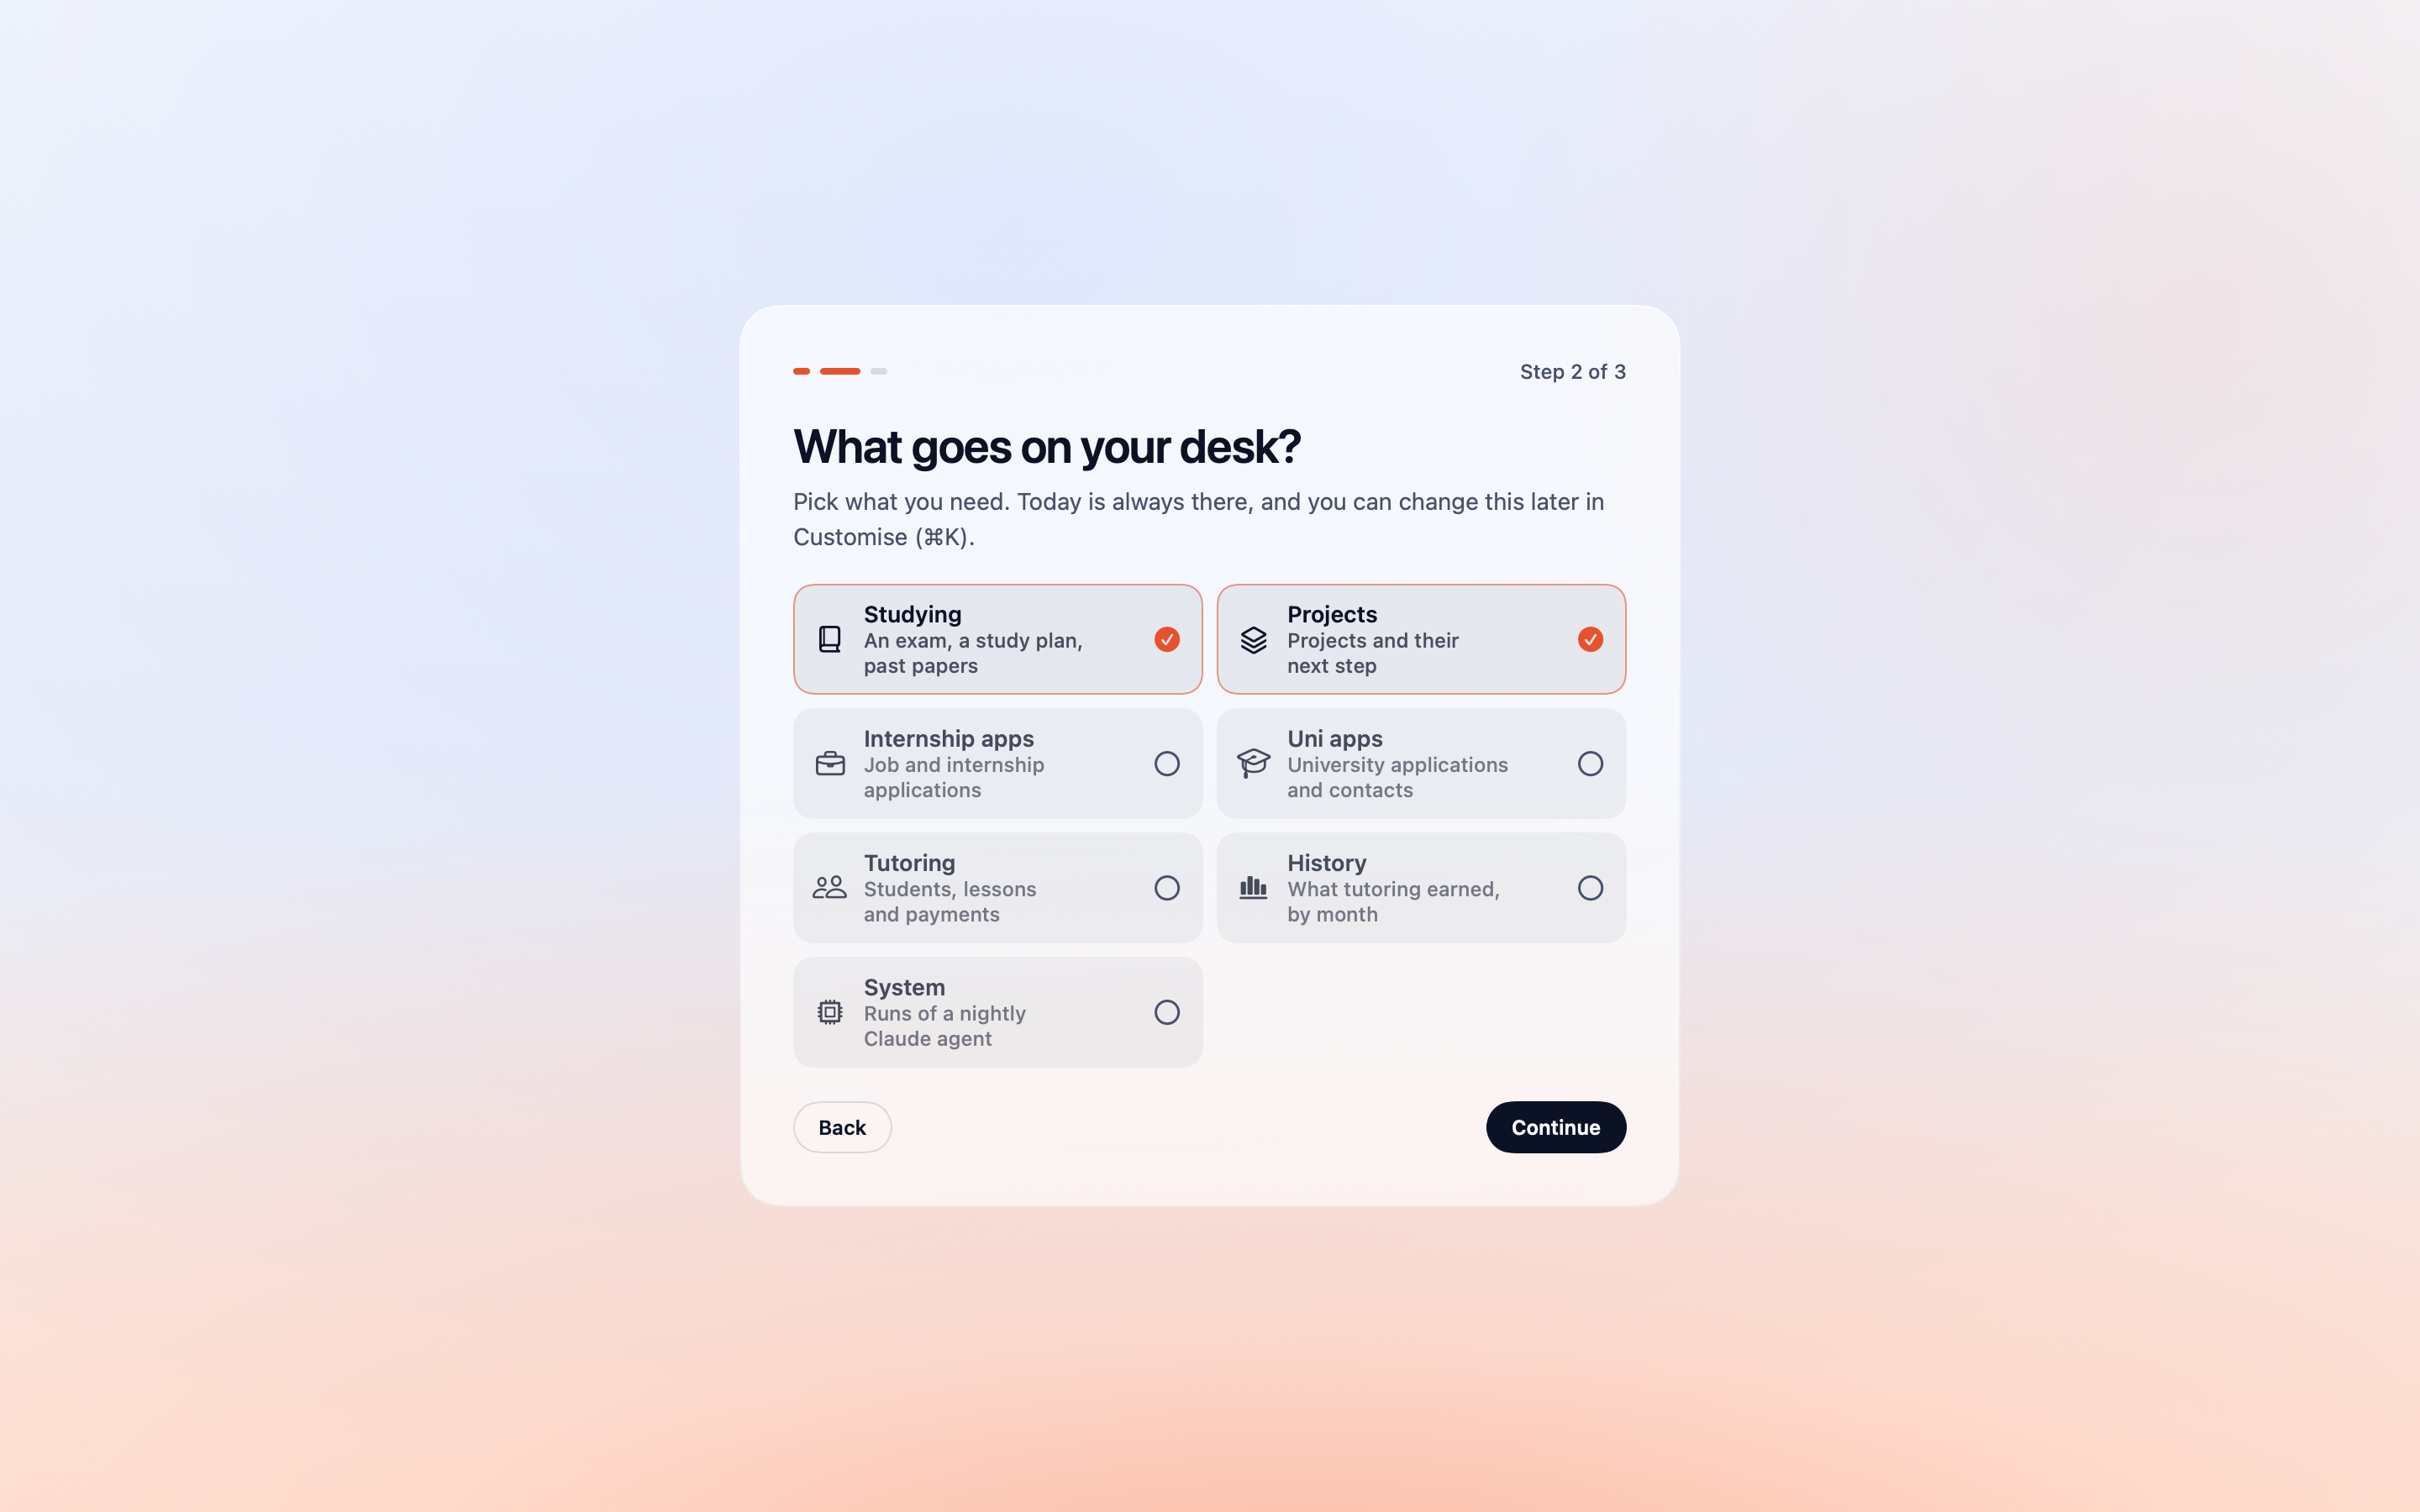 Step 2 of 3
What goes on your desk?
Pick what you need. Today is always there, and you can change this later in
Customise (⌘K).
Studying
An exam, a study plan,
past papers
Projects
Projects and their
next step
Internship apps
Job and internship
applications
Uni apps
University applications
and contacts
Tutoring
Students, lessons
and payments
History
What tutoring earned,
by month
System
Runs of a nightly
Claude agent
Back
Continue